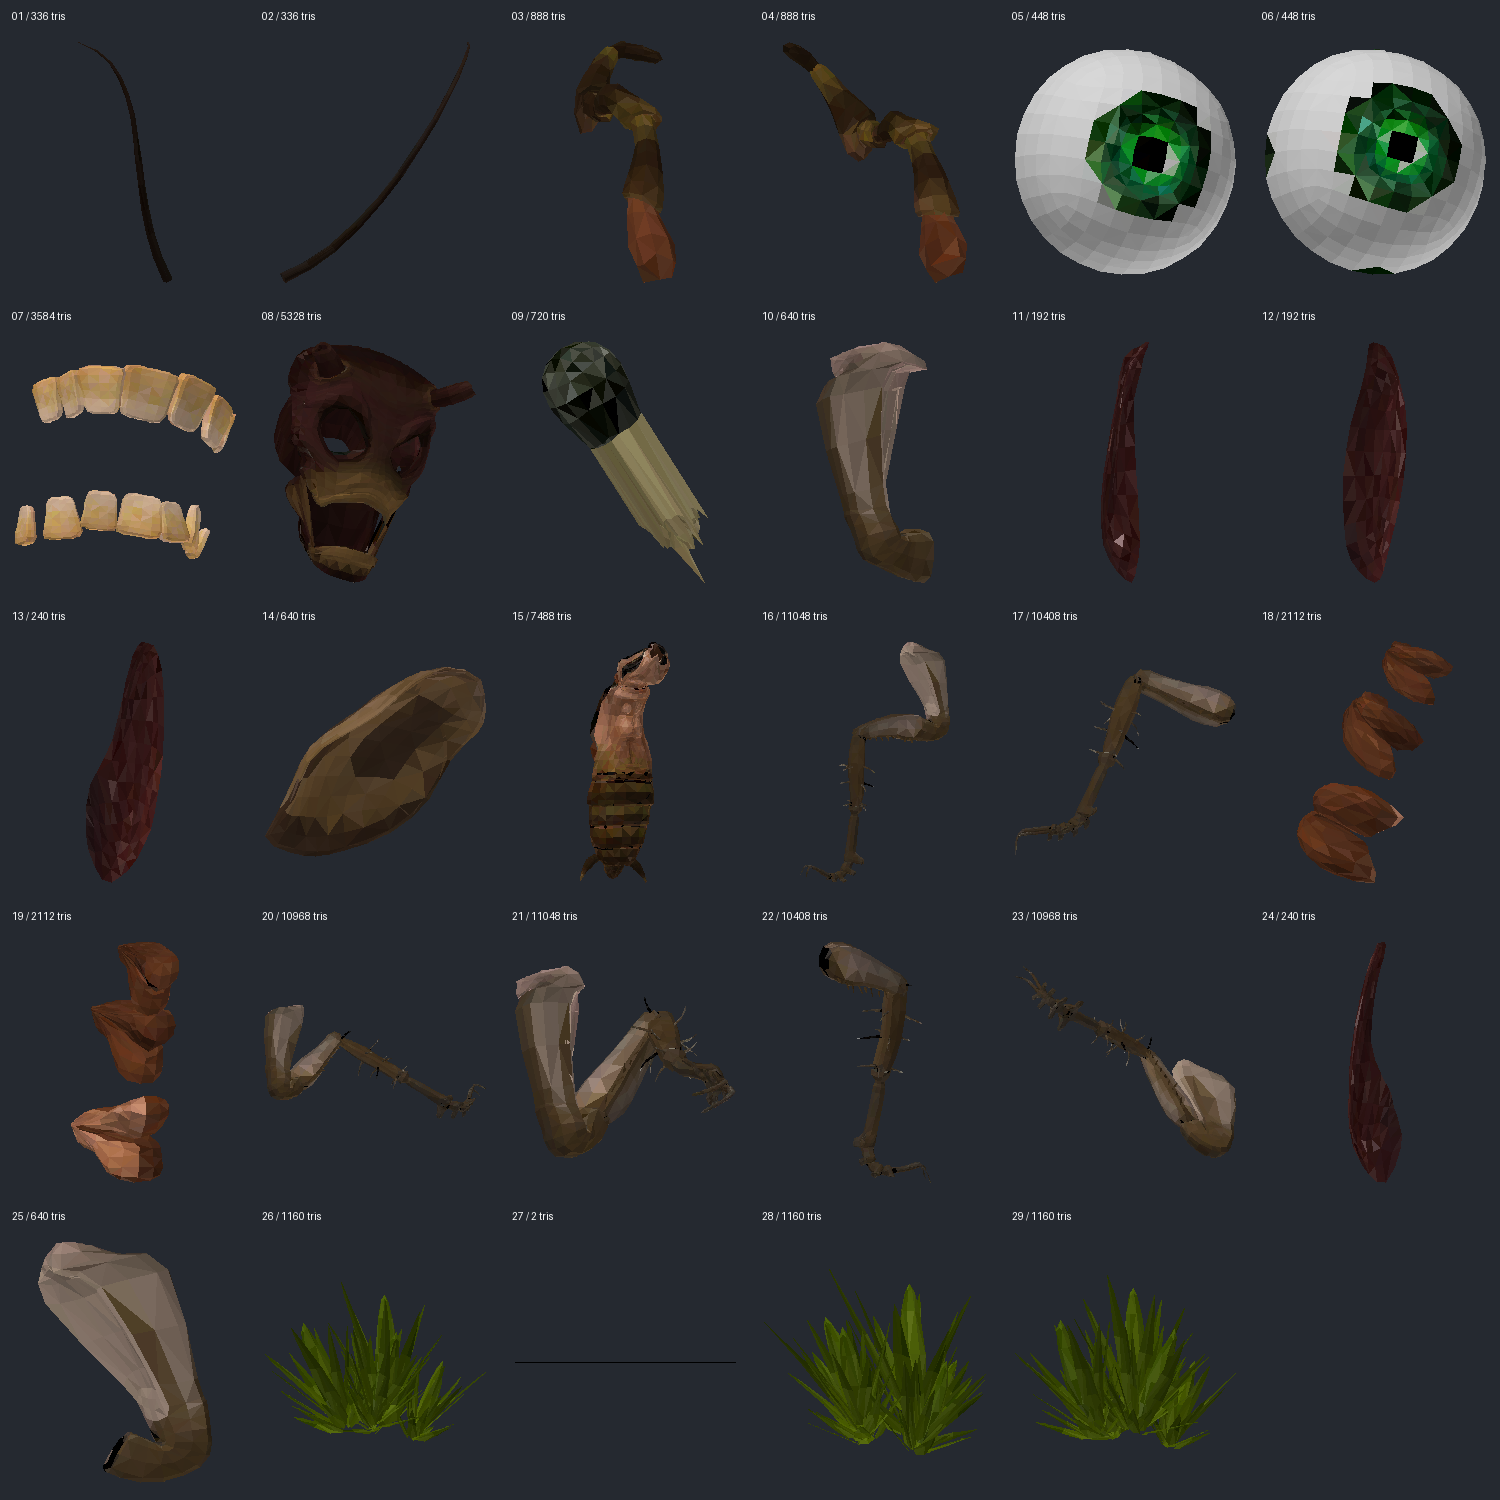 01 / 336 tris
02 / 336 tris
03 / 888 tris
04 / 888 tris
05 / 448 tris
06 / 448 tris
07 / 3584 tris
08 / 5328 tris
09 / 720 tris
10 / 640 tris
11 / 192 tris
12 / 192 tris
13 / 240 tris
14 / 640 tris
15 / 7488 tris
16 / 11048 tris
17 / 10408 tris
18 / 2112 tris
19 / 2112 tris
20 / 10968 tris
21 / 11048 tris
22 / 10408 tris
23 / 10968 tris
24 / 240 tris
25 / 640 tris
26 / 1160 tris
27 / 2 tris
28 / 1160 tris
29 / 1160 tris